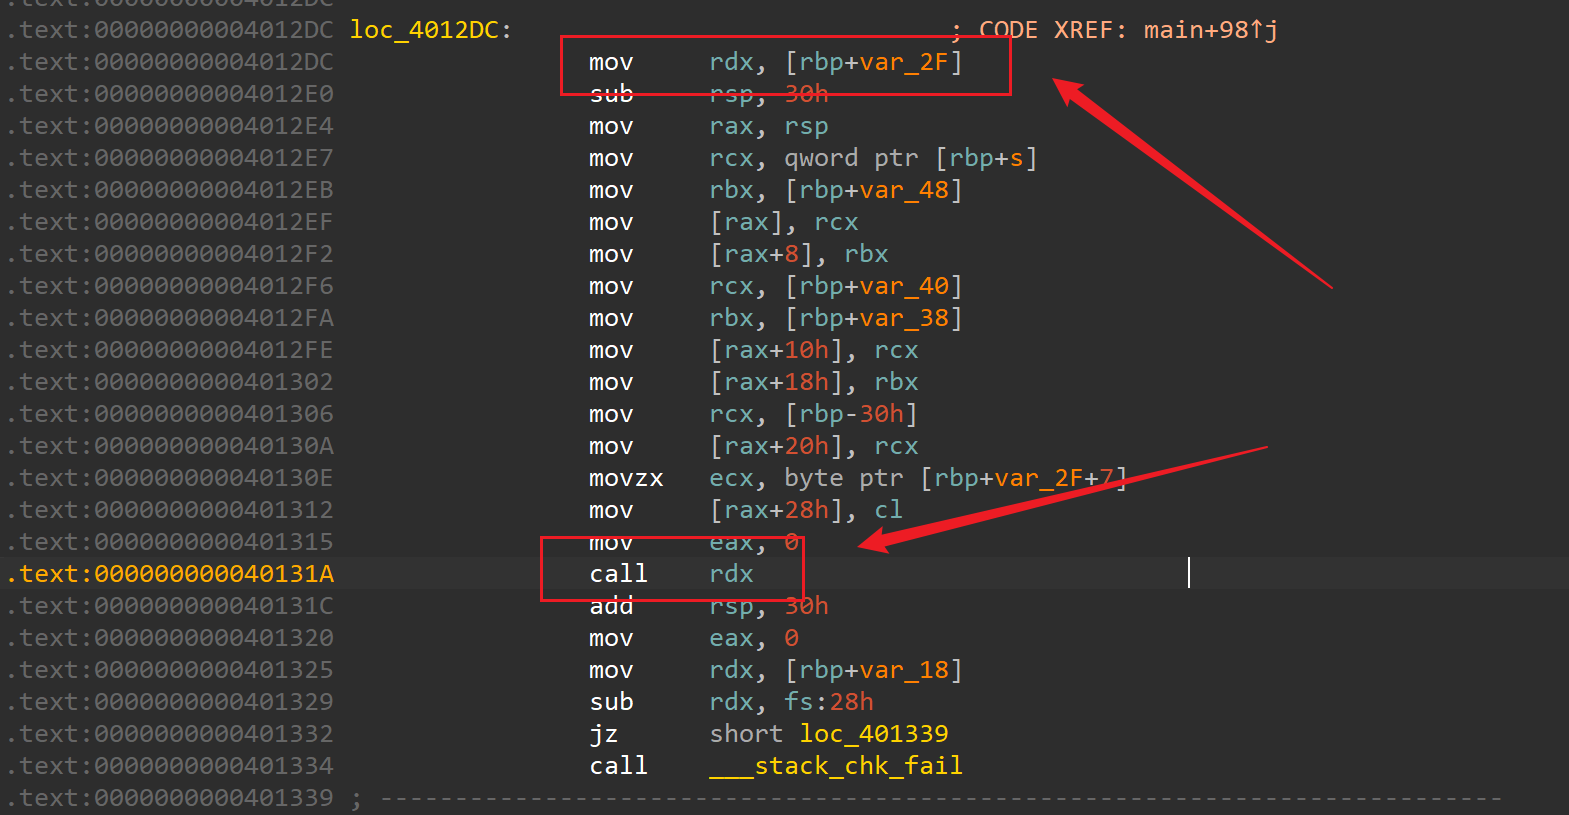 .text:00000000004012DC
.text:00000000004012DC loc_4012DC: ; CODE XREF: main+98↑j
.text:00000000004012DC mov rdx, [rbp+var_2F]
.text:00000000004012E0 sub rsp, 30h
.text:00000000004012E4 mov rax, rsp
.text:00000000004012E7 mov rcx, qword ptr [rbp+s]
.text:00000000004012EB mov rbx, [rbp+var_48]
.text:00000000004012EF mov [rax], rcx
.text:00000000004012F2 mov [rax+8], rbx
.text:00000000004012F6 mov rcx, [rbp+var_40]
.text:00000000004012FA mov rbx, [rbp+var_38]
.text:00000000004012FE mov [rax+10h], rcx
.text:0000000000401302 mov [rax+18h], rbx
.text:0000000000401306 mov rcx, [rbp-30h]
.text:000000000040130A mov [rax+20h], rcx
.text:000000000040130E movzx ecx, byte ptr [rbp+var_2F+7]
.text:0000000000401312 mov [rax+28h], cl
.text:0000000000401315 mov eax, 0
.text:000000000040131A call rdx
.text:000000000040131C add rsp, 30h
.text:0000000000401320 mov eax, 0
.text:0000000000401325 mov rdx, [rbp+var_18]
.text:0000000000401329 sub rdx, fs:28h
.text:0000000000401332 jz short loc_401339
.text:0000000000401334 call ___stack_chk_fail
.text:0000000000401339 ; ---------------------------------------------------------------------------